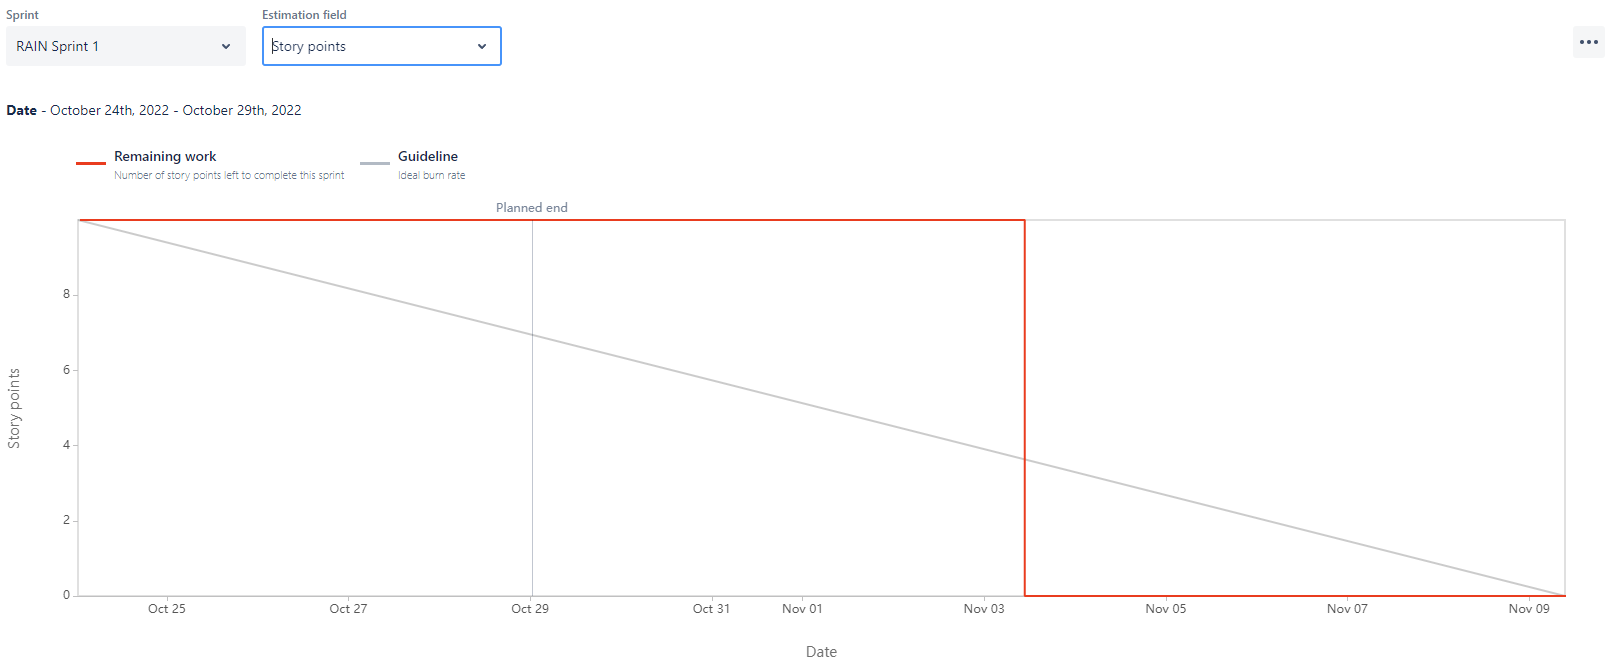 Sprint
Estimation field
RAIN Sprint 1
Story points
Date - October 24th, 2022 - October 29th, 2022
Remaining work
Number of story points left to complete this sprint
Guideline
Ideal burn rate
Planned end
8
6
4
2
0
Story points
Oct 25
Oct 27
Oct 29
Oct 31
Nov 01
Nov 03
Nov 05
Nov 07
Nov 09
Date